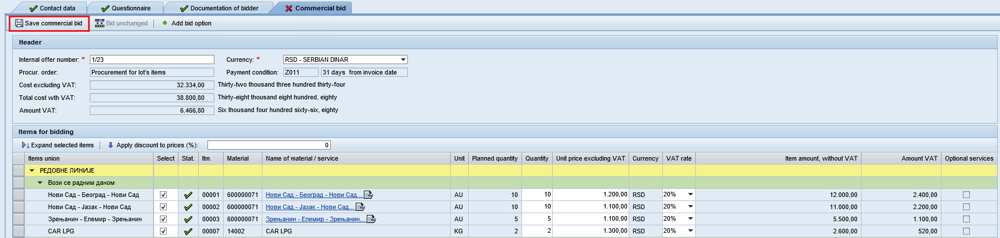 Contact data Questionnaire Documentation of bidder Commercial bid
Save commercial bid Bid unchanged Add bid option
Header
Internal offer number: * 1/23 Currency: * RSD - SERBIAN DINAR
Procur. order: Procurement for lot's items Payment condition: Z011 31 days from invoice date
Cost excluding VAT: 32.334,00 Thirty-two thousand three hundred thirty-four
Total cost wth VAT: 38.800,80 Thirty-eight thousand eight hundred, eighty
Amount VAT: 6.466,80 Six thousand four hundred sixty-six, eighty
Items for bidding
Expand selected items Apply discount to prices (%): 0
Items union Select Stat. Itm. Material Name of material / service Unit Planned quantity Quantity Unit price excluding VAT Currency VAT rate Item amount, without VAT Amount VAT Optional services
РЕДОВНЕ ЛИНИЈЕ
Вози се радним даном
Нови Сад - Београд - Нови Сад 00001 600000071 Нови Сад - Београд - Нови Сад... AU 10 10 1.200,00 RSD 20% 12.000,00 2.400,00
Нови Сад - Јазак - Нови Сад 00002 600000071 Нови Сад - Јазак - Нови Сад... AU 10 10 1.100,00 RSD 20% 11.000,00 2.200,00
Зрењанин - Елемир - Зрењанин 00003 600000071 Зрењанин - Елемир - Зрењанин... AU 5 5 1.100,00 RSD 20% 5.500,00 1.100,00
CAR LPG 00007 14002 CAR LPG KG 2 2 1.300,00 RSD 20% 2.600,00 520,00